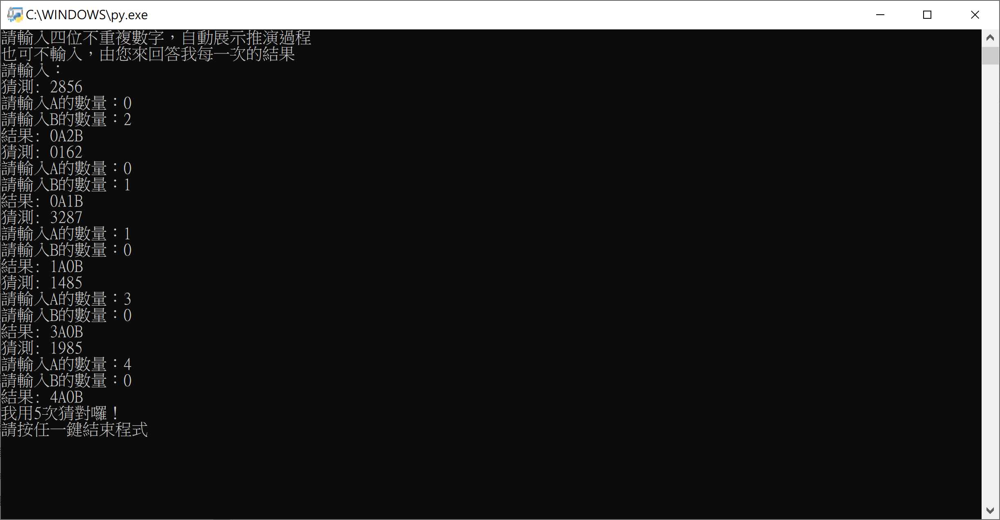 C:\WINDOWS\py.exe
請輸入四位不重複數字，自動展示推演過程
也可不輸入，由您來回答我每一次的結果
請輸入：
猜測: 2856
請輸入A的數量：0
請輸入B的數量：2
結果: 0A2B
猜測: 0162
請輸入A的數量：0
請輸入B的數量：1
結果: 0A1B
猜測: 3287
請輸入A的數量：1
請輸入B的數量：0
結果: 1A0B
猜測: 1485
請輸入A的數量：3
請輸入B的數量：0
結果: 3A0B
猜測: 1985
請輸入A的數量：4
請輸入B的數量：0
結果: 4A0B
我用5次猜對囉！
請按任一鍵結束程式